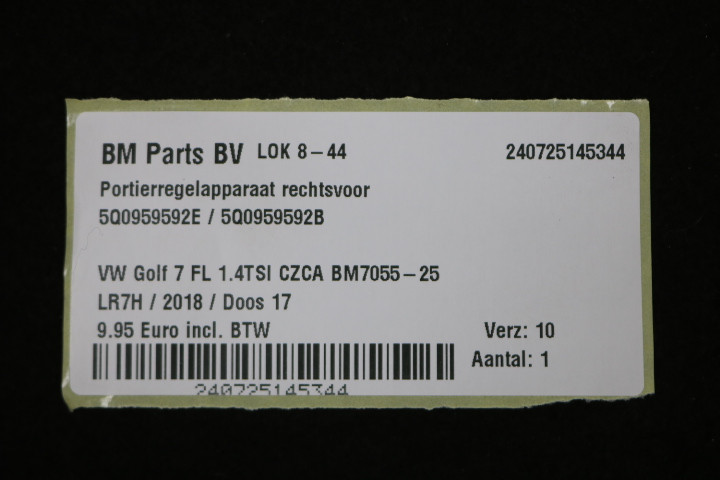 BM Parts BV LOK 8-44 240725145344
Portierregelapparaat rechtsvoor
5Q0959592E / 5Q0959592B
VW Golf 7 FL 1.4TSI CZCA BM7055-25
LR7H / 2018 / Doos 17
9.95 Euro incl. BTW Verz: 10
Aantal: 1
240725145344